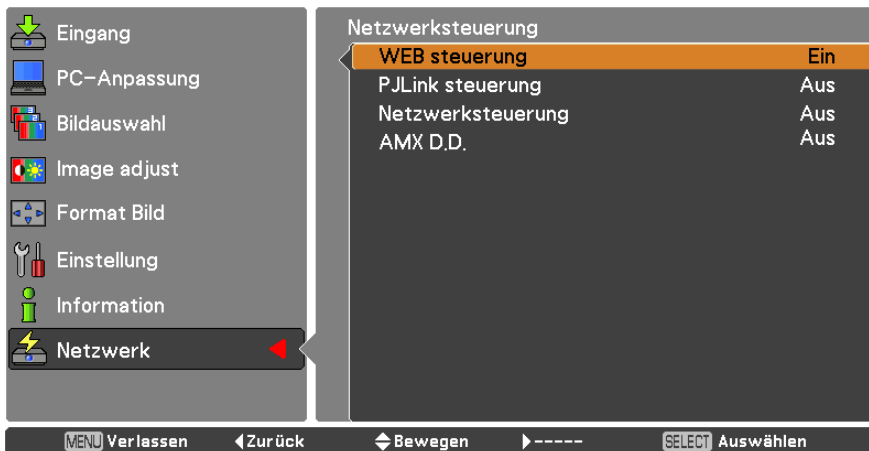 Eingang
PC-Anpassung
Bildauswahl
Image adjust
Format Bild
Einstellung
Information
Netzwerk
Netzwerksteuerung
WEB steuerung Ein
PJLink steuerung Aus
Netzwerksteuerung Aus
AMX D.D. Aus
MENU Verlassen Zurück Bewegen ----- SELECT Auswählen